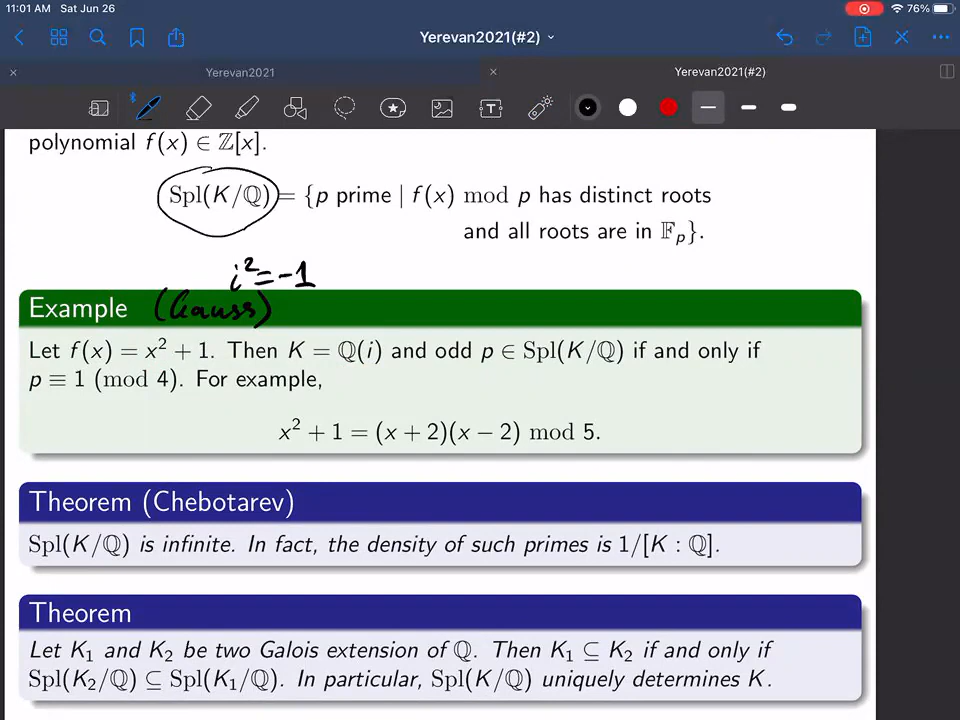 11:01 AM Sat Jun 26
76%
Yerevan2021(#2)
Yerevan2021
Yerevan2021(#2)
polynomial f(x) ∈ ℤ[x].
Spl(K/ℚ) = {p prime | f(x) mod p has distinct roots
and all roots are in 𝔽ₚ}.
i² = -1
Example (Gauss)
Let f(x) = x² + 1. Then K = ℚ(i) and odd p ∈ Spl(K/ℚ) if and only if
p ≡ 1 (mod 4). For example,
x² + 1 = (x + 2)(x − 2) mod 5.
Theorem (Chebotarev)
Spl(K/ℚ) is infinite. In fact, the density of such primes is 1/[K : ℚ].
Theorem
Let K₁ and K₂ be two Galois extension of ℚ. Then K₁ ⊆ K₂ if and only if
Spl(K₂/ℚ) ⊆ Spl(K₁/ℚ). In particular, Spl(K/ℚ) uniquely determines K.